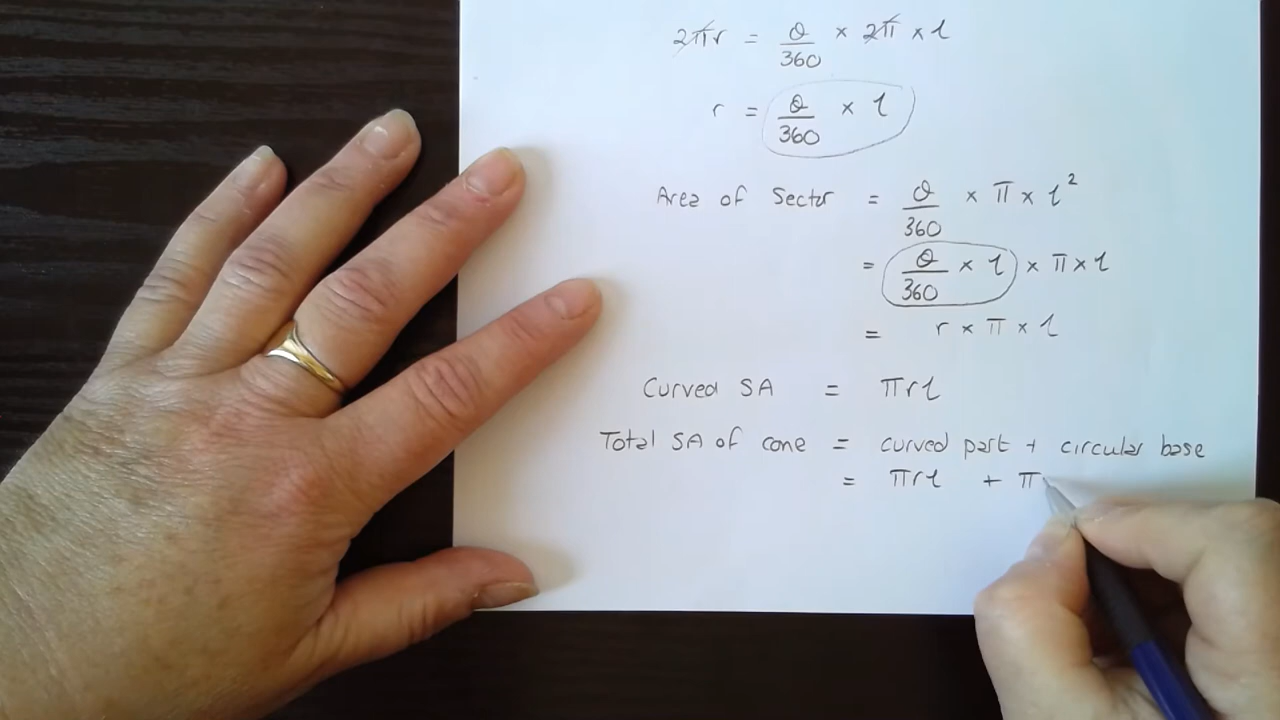 2πr = θ/360 × 2π × l
r = θ/360 × l
Area of Sector = θ/360 × π × l²
= θ/360 × l × π × l
= r × π × l
Curved SA = πrl
Total SA of cone = curved part + circular base
= πrl + π